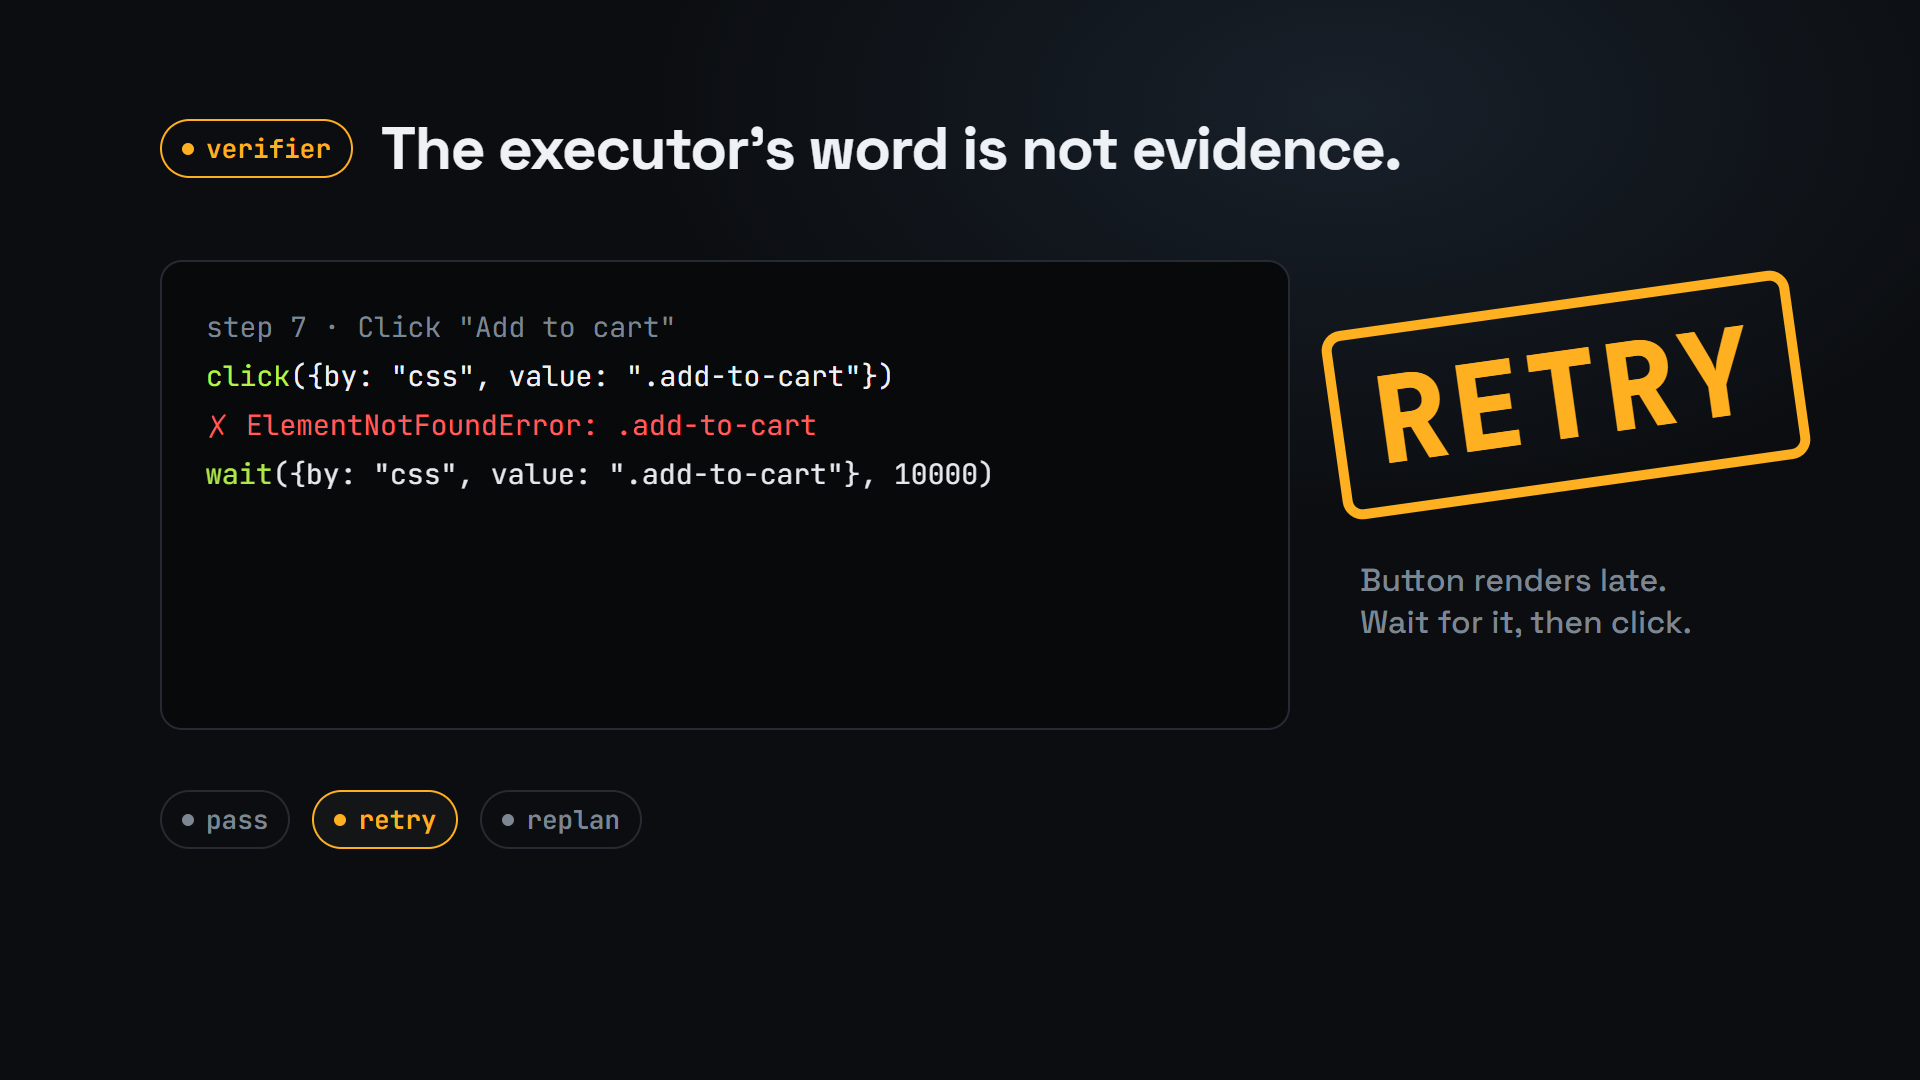 verifier
The executor’s word is not evidence.
step 7 · Click "Add to cart"
click({by: "css", value: ".add-to-cart"})
✗ ElementNotFoundError: .add-to-cart
wait({by: "css", value: ".add-to-cart"}, 10000)
RETRY
Button renders late.
Wait for it, then click.
pass
retry
replan